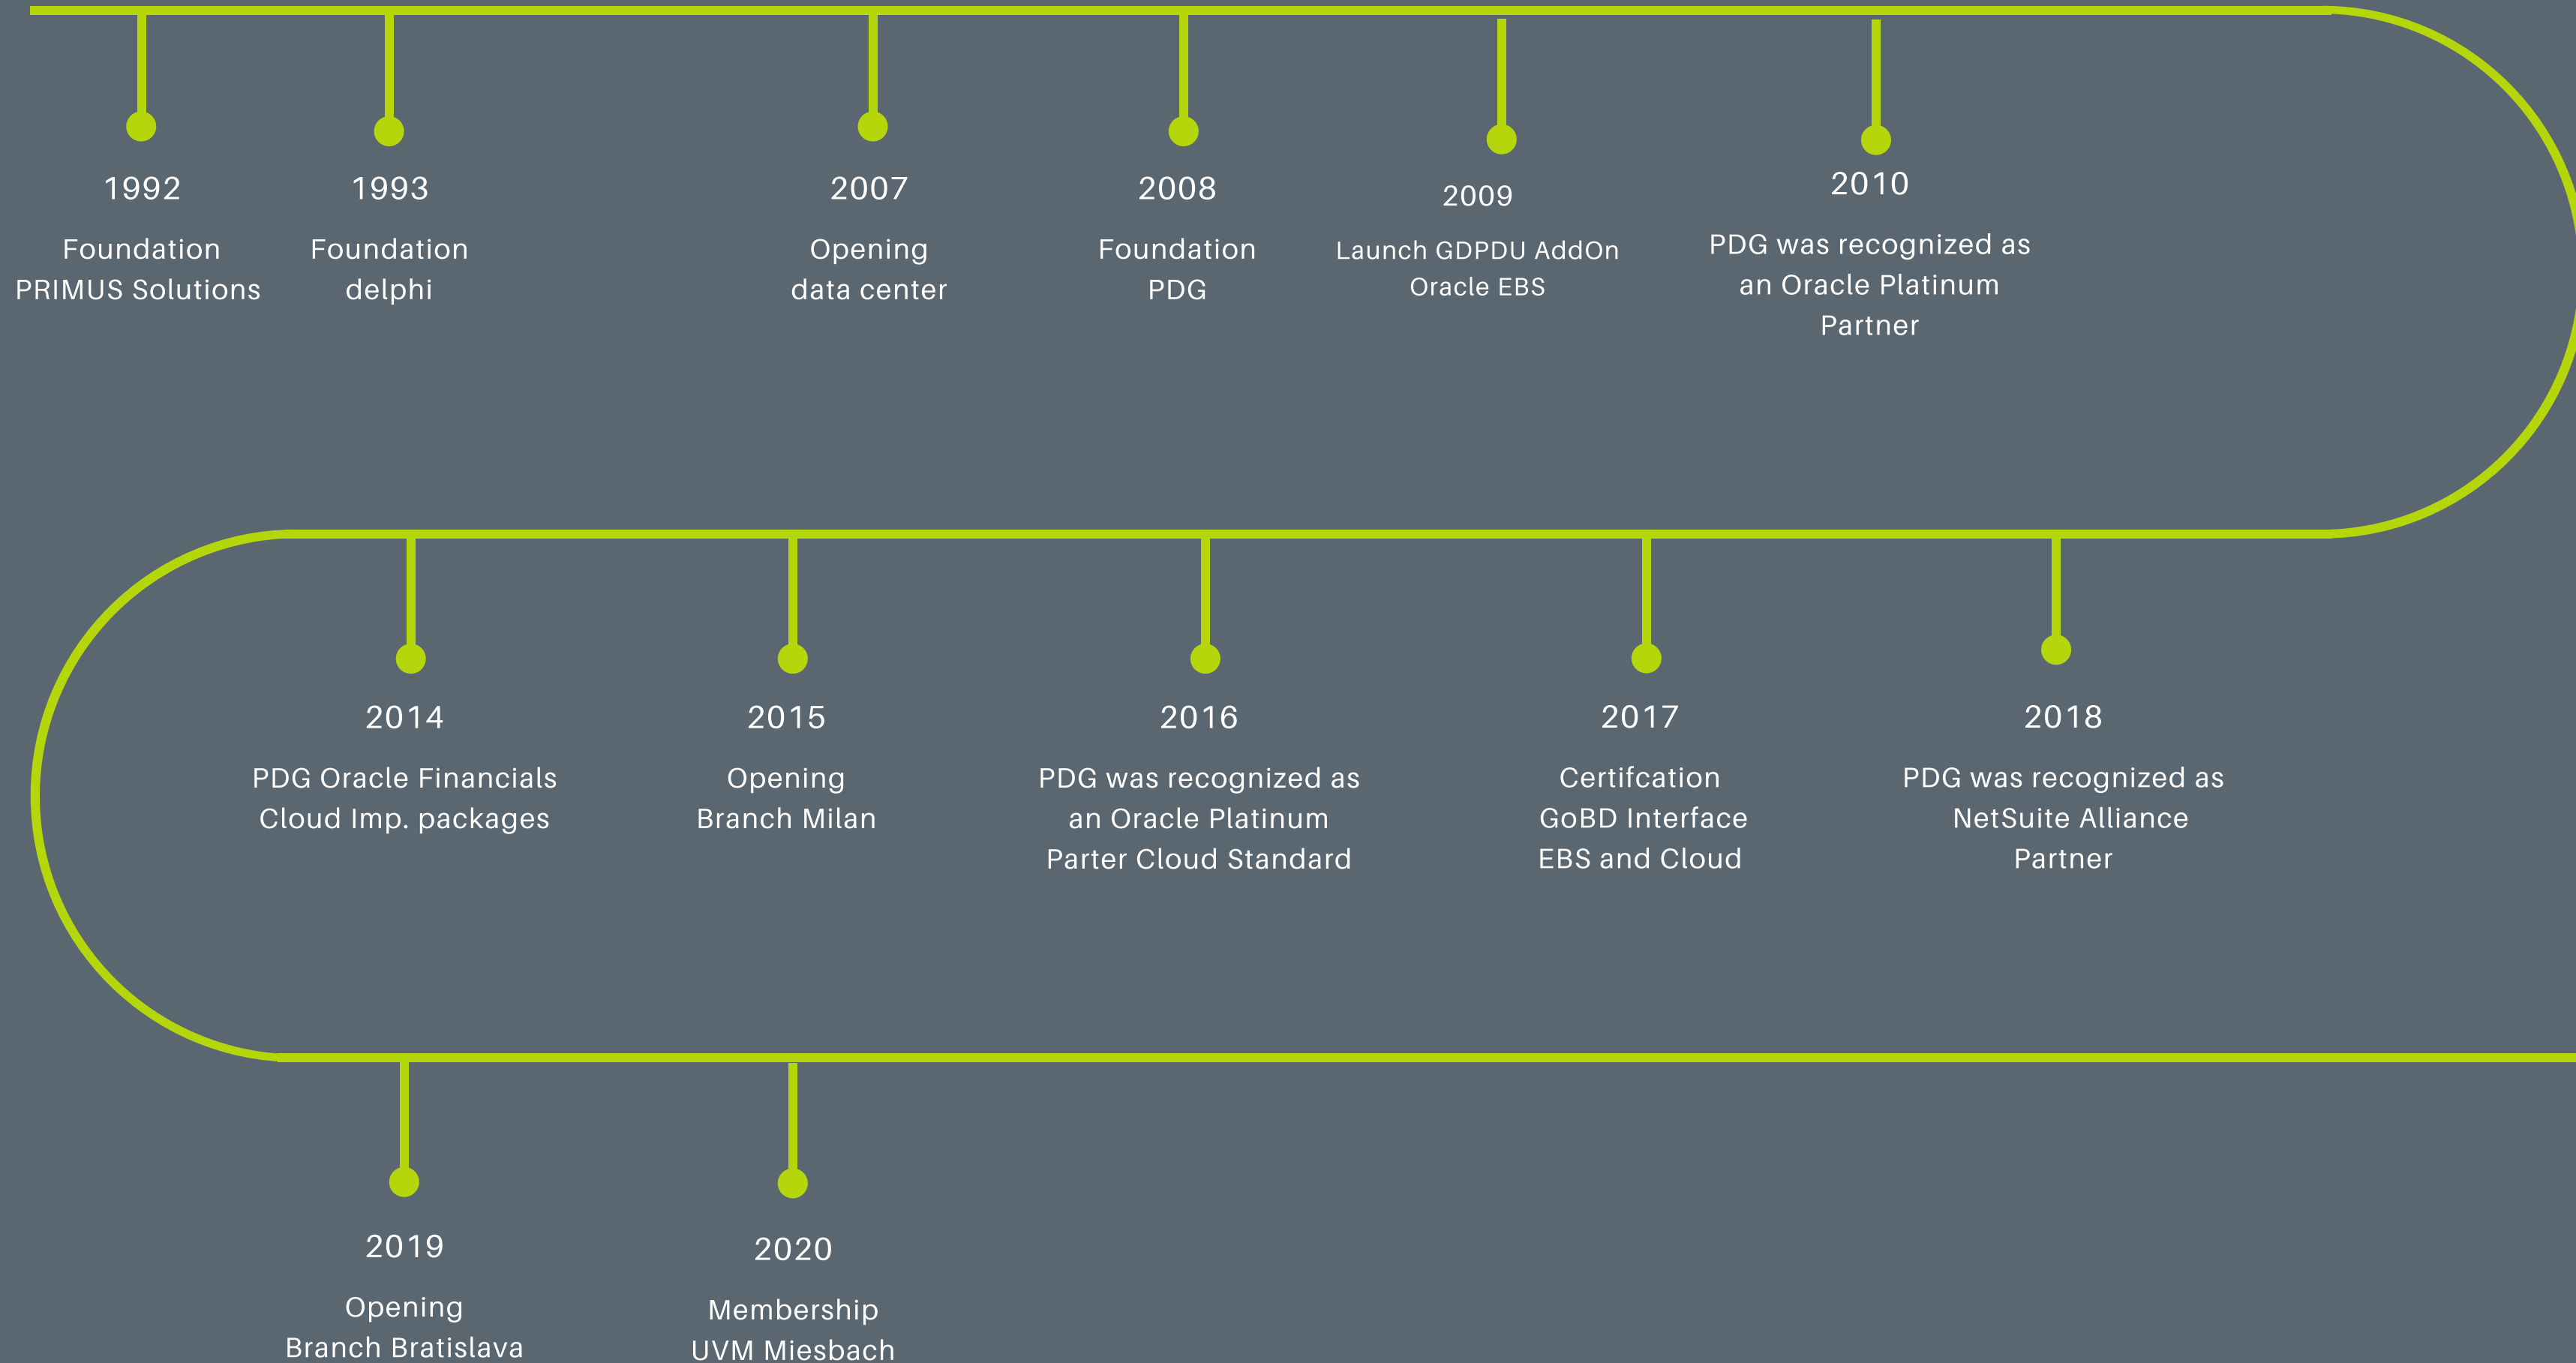 1992
Foundation
PRIMUS Solutions
1993
Foundation
delphi
2007
Opening
data center
2008
Foundation
PDG
2009
Launch GDPDU AddOn
Oracle EBS
2010
PDG was recognized as
an Oracle Platinum
Partner
2014
PDG Oracle Financials
Cloud Imp. packages
2015
Opening
Branch Milan
2016
PDG was recognized as
an Oracle Platinum
Parter Cloud Standard
2017
Certifcation
GoBD Interface
EBS and Cloud
2018
PDG was recognized as
NetSuite Alliance
Partner
2019
Opening
Branch Bratislava
2020
Membership
UVM Miesbach